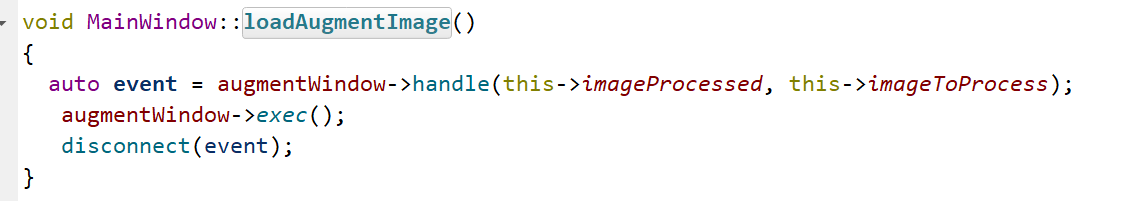 void MainWindow::loadAugmentImage()
{
  auto event = augmentWindow->handle(this->imageProcessed, this->imageToProcess);
   augmentWindow->exec();
   disconnect(event);
}